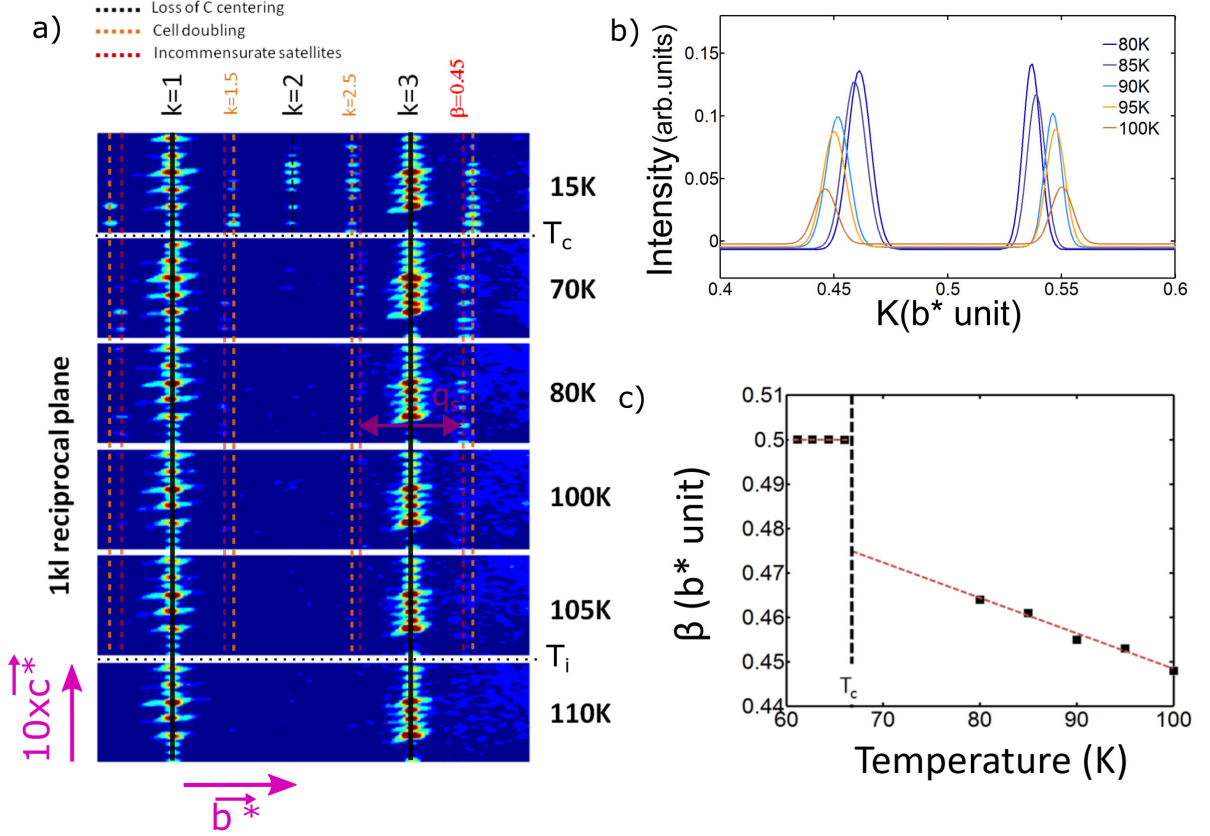 a)
Loss of C centering
Cell doubling
Incommensurate satellites
k=1
k=1.5
k=2
k=2.5
k=3
β=0.45
15K
Tc
70K
80K
qs
100K
105K
Ti
110K
1kl reciprocal plane
10xc*
b *
b)
Intensity(arb.units)
0.15
0.1
0.05
0
0.4
0.45
0.5
0.55
0.6
K(b* unit)
80K
85K
90K
95K
100K
c)
β (b* unit)
0.51
0.5
0.49
0.48
0.47
0.46
0.45
0.44
Tc
60
70
80
90
100
Temperature (K)